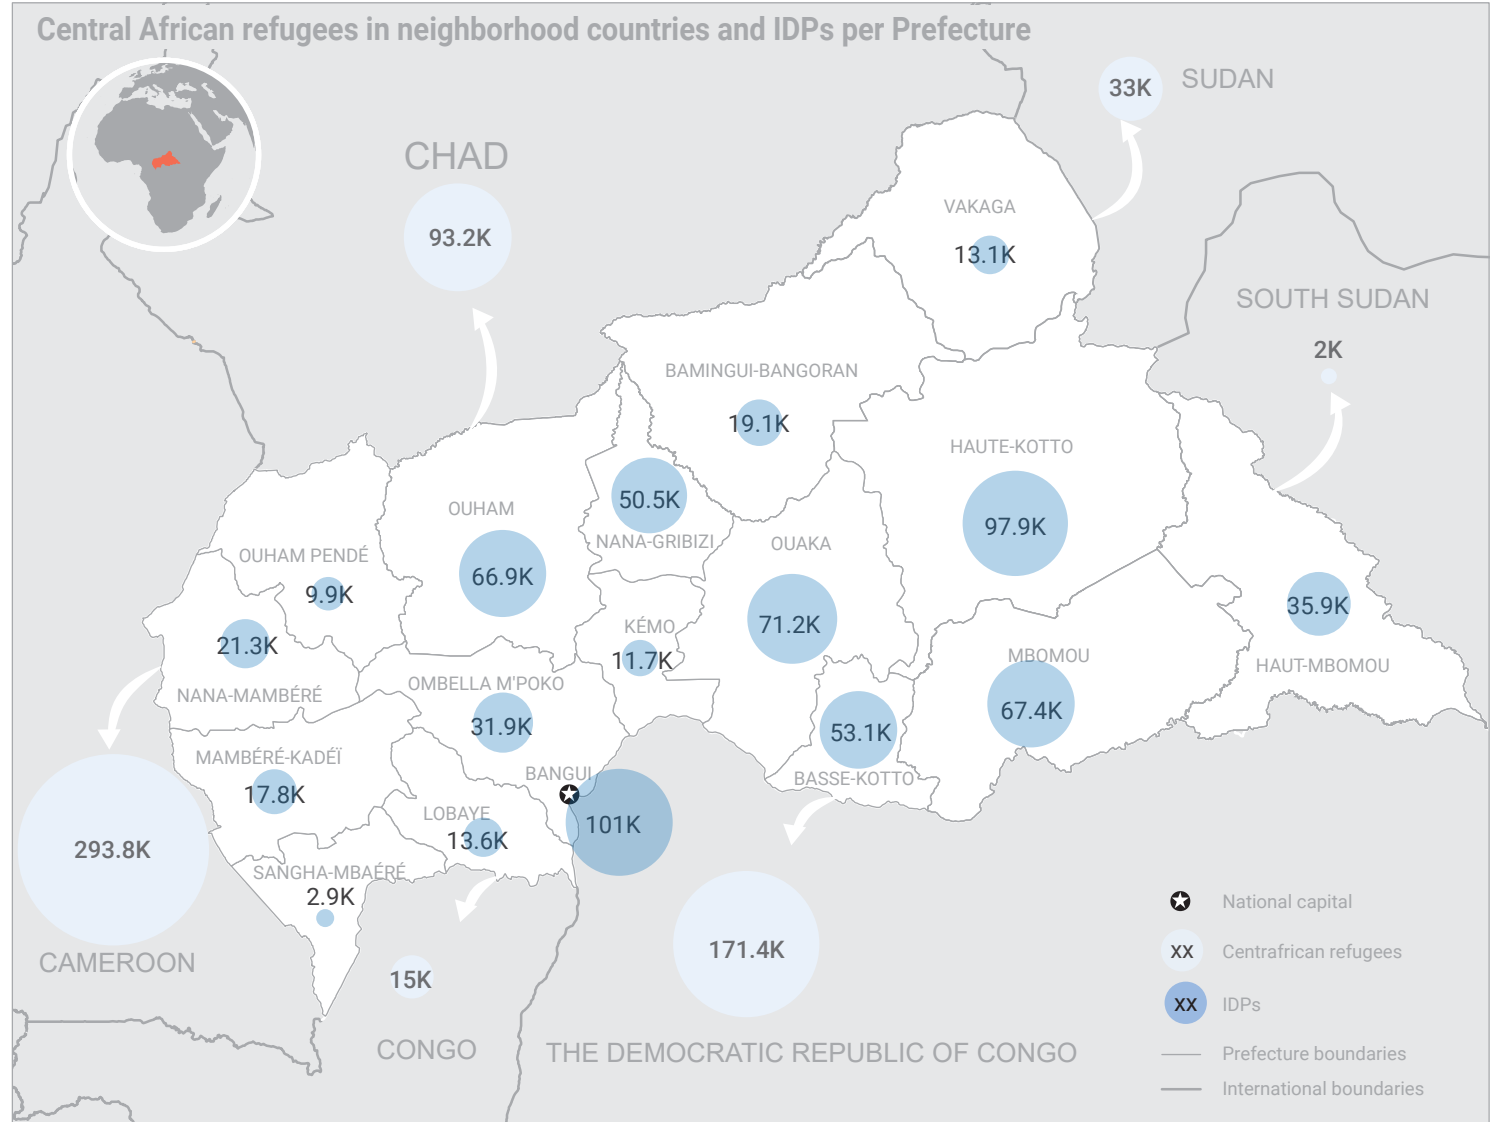 Central African refugees in neighborhood countries and IDPs per Prefecture
33K
SUDAN
CHAD
93.2K
VAKAGA
13.1K
SOUTH SUDAN
2K
BAMINGUI-BANGORAN
19.1K
HAUTE-KOTTO
97.9K
OUHAM
66.9K
50.5K
NANA-GRIBIZI
OUAKA
71.2K
OUHAM PENDÉ
9.9K
21.3K
NANA-MAMBÉRÉ
KÉMO
11.7K
35.9K
HAUT-MBOMOU
MBOMOU
67.4K
OMBELLA M'POKO
31.9K
53.1K
BASSE-KOTTO
MAMBÉRÉ-KADEÏ
17.8K
BANGUI
101K
LOBAYE
13.6K
293.8K
CAMEROON
SANGHA-MBAÉRÉ
2.9K
15K
CONGO
171.4K
THE DEMOCRATIC REPUBLIC OF CONGO
National capital
XX Centrafrican refugees
XX IDPs
Prefecture boundaries
International boundaries